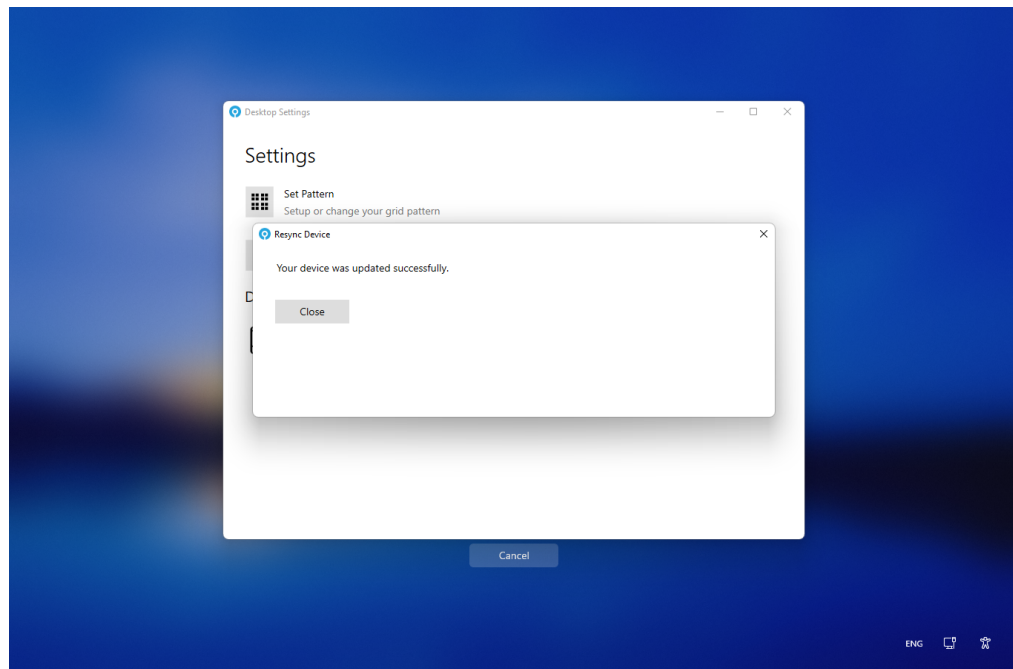 Desktop Settings
Settings
Set Pattern
Setup or change your grid pattern
Resync Device
Your device was updated successfully.
D
Close
Cancel
ENG